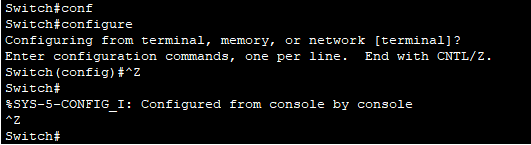 Switch#conf
Switch#configure
Configuring from terminal, memory, or network [terminal]?
Enter configuration commands, one per line.  End with CNTL/Z.
Switch(config)#^Z
Switch#
%SYS-5-CONFIG_I: Configured from console by console
^Z
Switch#